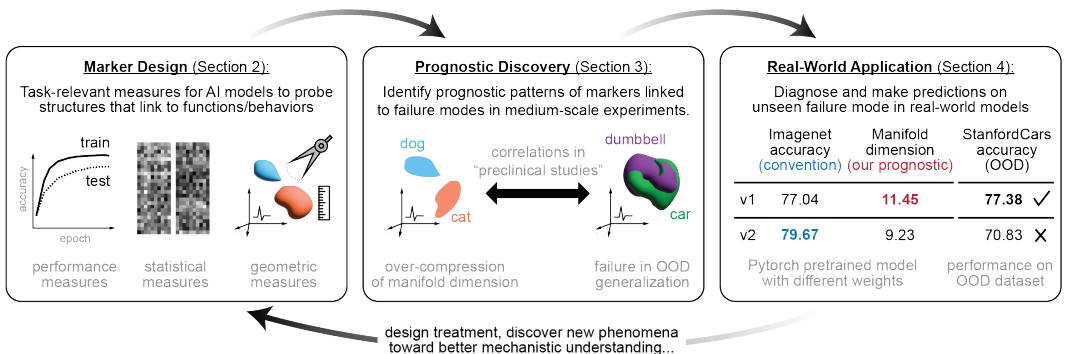 Marker Design (Section 2):
Task-relevant measures for AI models to probe
structures that link to functions/behaviors
accuracy
train
test
epoch
performance
measures
statistical
measures
geometric
measures
Prognostic Discovery (Section 3):
Identify prognostic patterns of markers linked
to failure modes in medium-scale experiments.
dog
cat
correlations in
"preclinical studies"
dumbbell
car
over-compression
of manifold dimension
failure in OOD
generalization
Real-World Application (Section 4):
Diagnose and make predictions on
unseen failure mode in real-world models
Imagenet
accuracy
(convention)
Manifold
dimension
(our prognostic)
StanfordCars
accuracy
(OOD)
v1 77.04 11.45 77.38 ✓
v2 79.67 9.23 70.83 ✗
Pytorch pretrained model
with different weights
performance on
OOD dataset
design treatment, discover new phenomena
toward better mechanistic understanding...